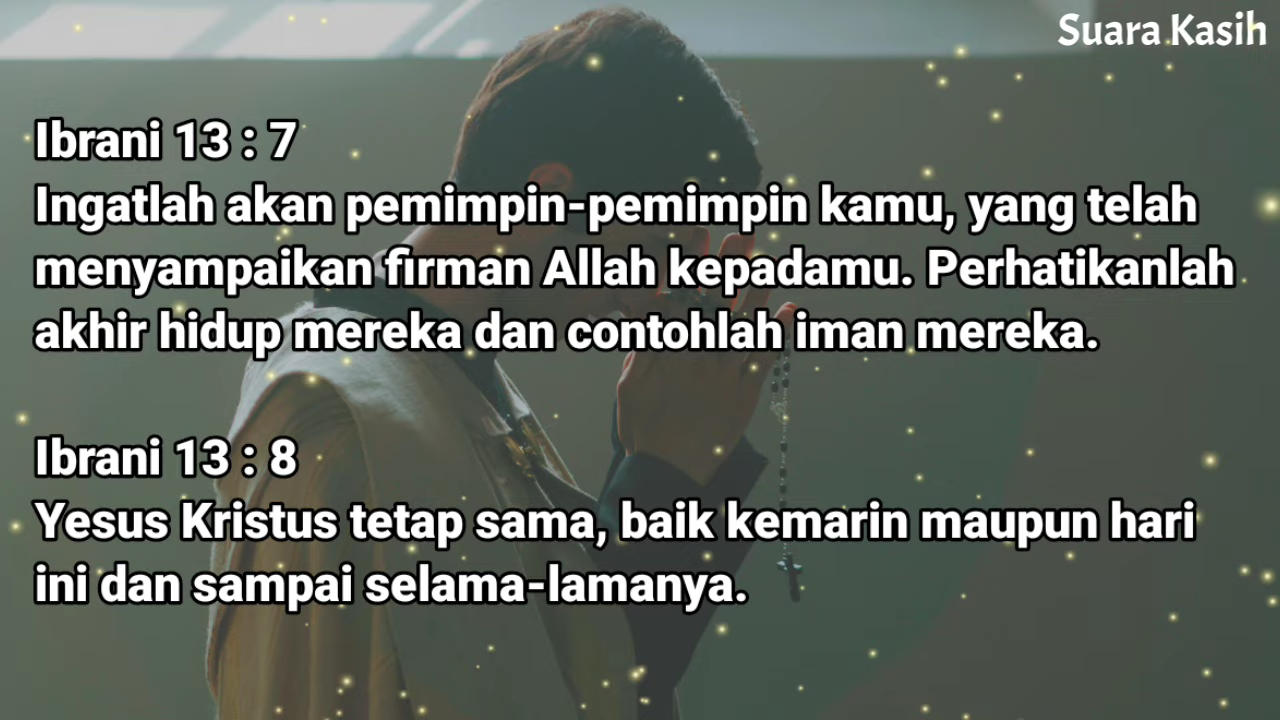 Suara Kasih
Ibrani 13 : 7
Ingatlah akan pemimpin-pemimpin kamu, yang telah
menyampaikan firman Allah kepadamu. Perhatikanlah
akhir hidup mereka dan contohlah iman mereka.
Ibrani 13 : 8
Yesus Kristus tetap sama, baik kemarin maupun hari
ini dan sampai selama-lamanya.